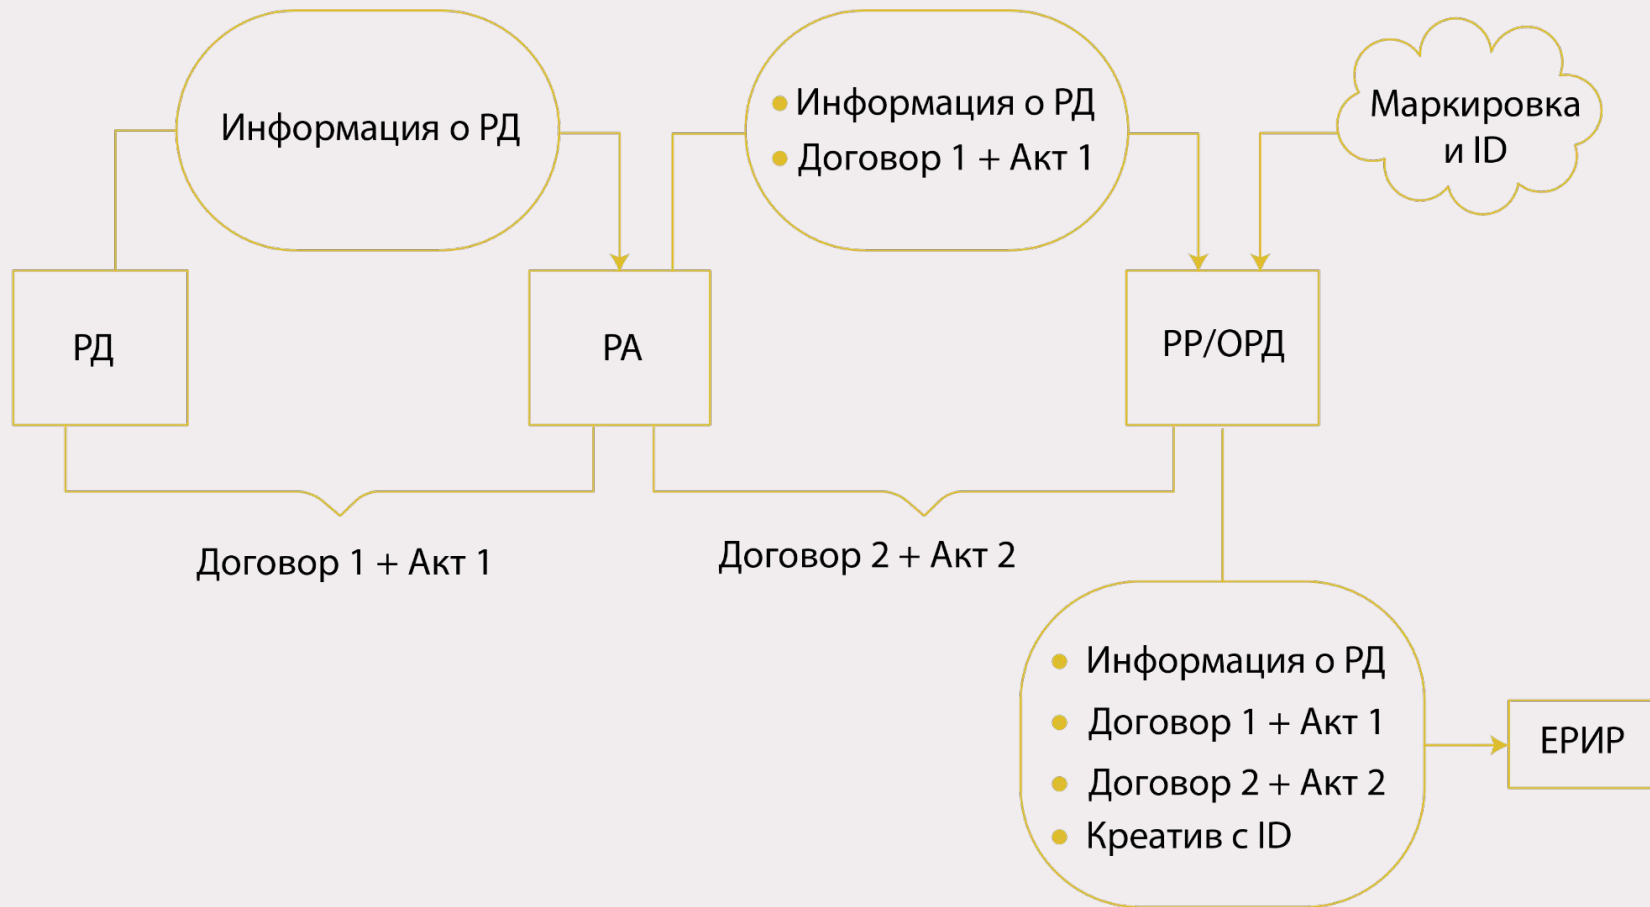 Информация о РД
Информация о РД
Договор 1 + Акт 1
Маркировка
и ID
РД
РА
РР/ОРД
Договор 1 + Акт 1
Договор 2 + Акт 2
Информация о РД
Договор 1 + Акт 1
Договор 2 + Акт 2
Креатив с ID
ЕРИР